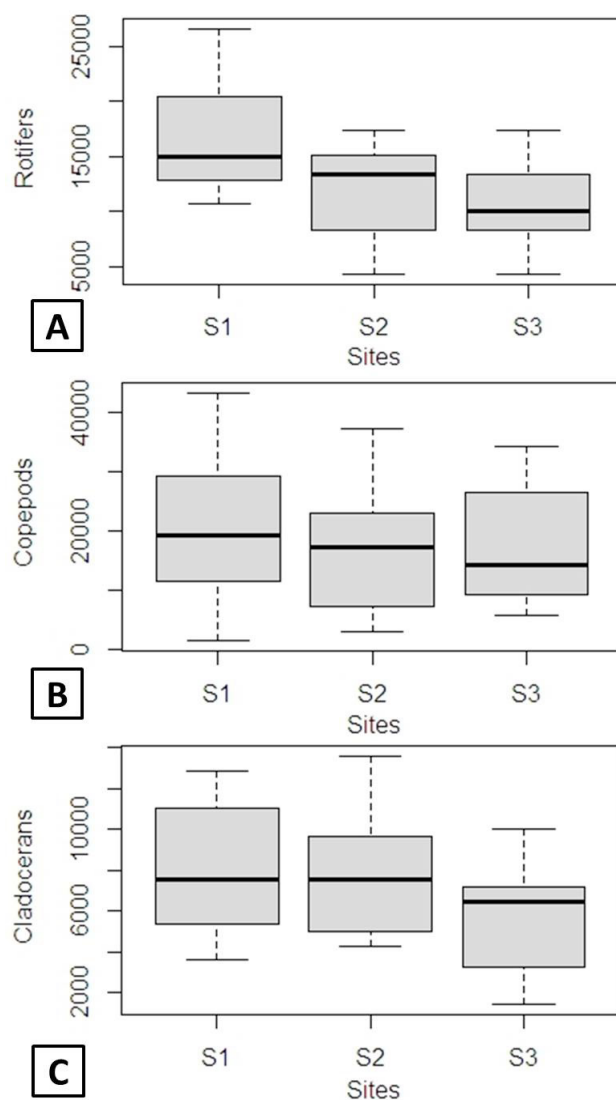 Rotifers
25000
15000
5000
A
S1 S2 S3
Sites
Copepods
40000
20000
0
B
S1 S2 S3
Sites
Cladocerans
10000
6000
2000
C
S1 S2 S3
Sites